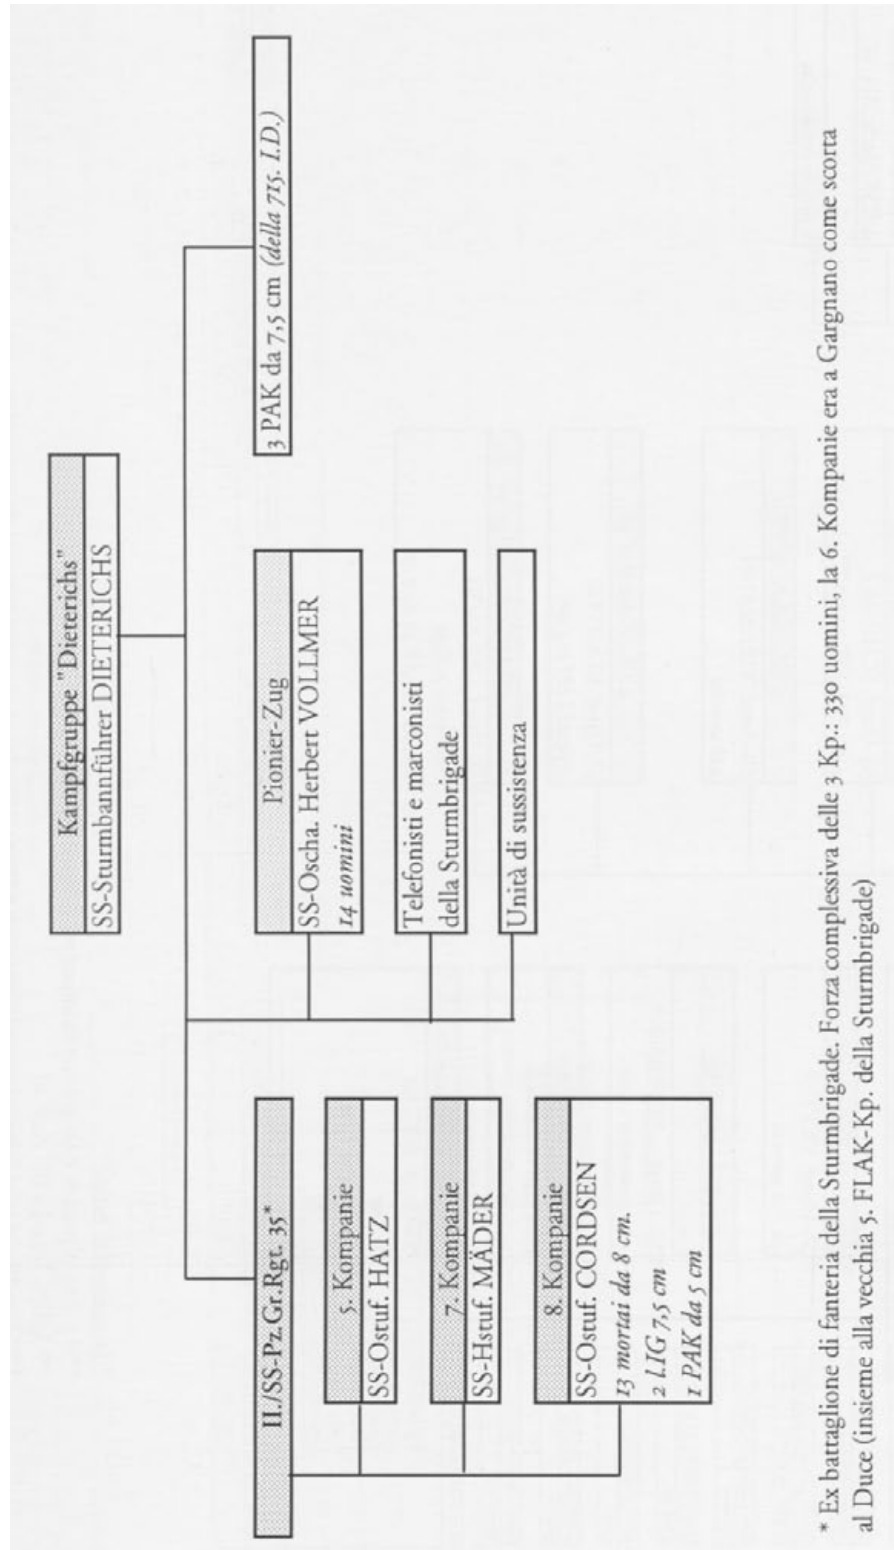 Kampfgruppe "Dieterichs"
SS-Sturmbannführer DIETERICHS
II./SS-Pz.Gr.Rgt. 35*
5. Kompanie
SS-Ostuf. HATZ
7. Kompanie
SS-Hstuf. MÄDER
8. Kompanie
SS-Ostuf. CORDSEN
13 mortai da 8 cm.
2 LIG 7,5 cm
1 PAK da 5 cm
Pionier-Zug
SS-Oscha. Herbert VOLLMER
14 uomini
Telefonisti e marconisti
della Sturmbrigade
Unità di sussistenza
3 PAK da 7,5 cm (della 715. I.D.)
* Ex battaglione di fanteria della Sturmbrigade. Forza complessiva delle 3 Kp.: 330 uomini, la 6. Kompanie era a Gargnano come scorta
al Duce (insieme alla vecchia 5. FLAK-Kp. della Sturmbrigade)